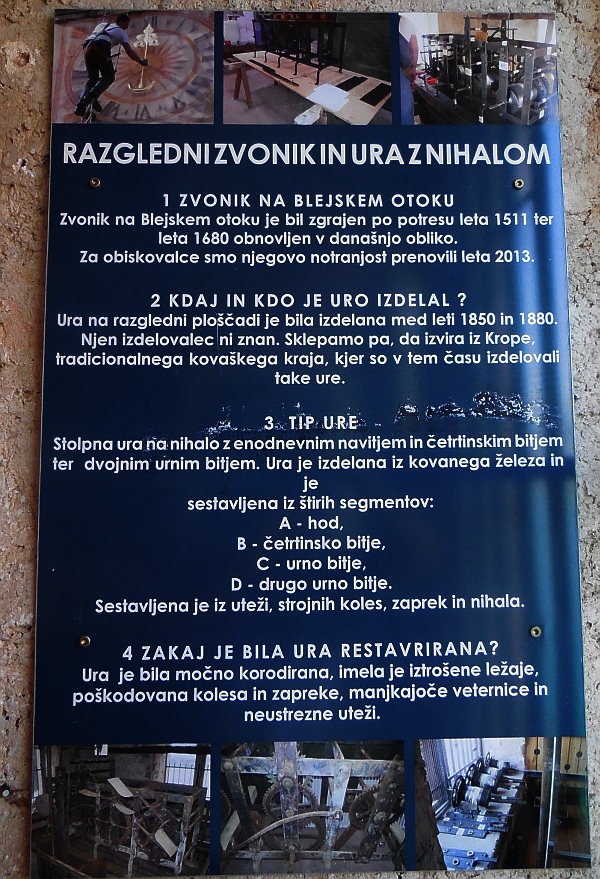 RAZGLEDNI ZVONIK IN URA Z NIHALOM
1 ZVONIK NA BLEJSKEM OTOKU
Zvonik na Blejskem otoku je bil zgrajen po potresu leta 1511 ter
leta 1680 obnovljen v današnjo obliko.
Za obiskovalce smo njegovo notranjost prenovili leta 2013.
2 KDAJ IN KDO JE URO IZDELAL ?
Ura na razgledni ploščadi je bila izdelana med leti 1850 in 1880.
Njen izdelovalec ni znan. Sklepamo pa, da izvira iz Krope,
tradicionalnega kovaškega kraja, kjer so v tem času izdelovali
take ure.
3 TIP URE
Stolpna ura na nihalo z enodnevnim navitjem in četrtinskim bitjem
ter dvojnim urnim bitjem. Ura je izdelana iz kovanega železa in
je
sestavljena iz štirih segmentov:
A - hod,
B - četrtinsko bitje,
C - urno bitje,
D - drugo urno bitje.
Sestavljena je iz uteži, strojnih koles, zaprek in nihala.
4 ZAKAJ JE BILA URA RESTAVRIRANA?
Ura je bila močno korodirana, imela je iztrošene ležaje,
poškodovana kolesa in zapreke, manjkajoče veternice in
neustrezne uteži.